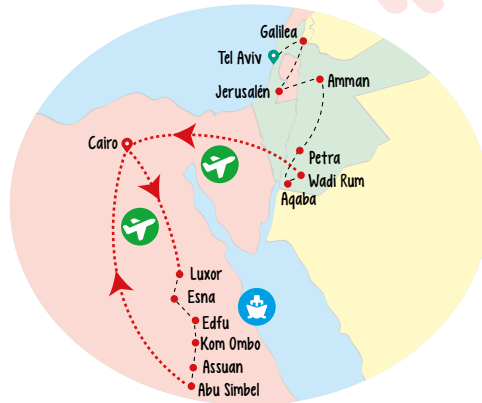 Galilea
Tel Aviv
Jerusalén
Amman
Cairo
Petra
Wadi Rum
Aqaba
Luxor
Esna
Edfu
Kom Ombo
Assuan
Abu Simbel